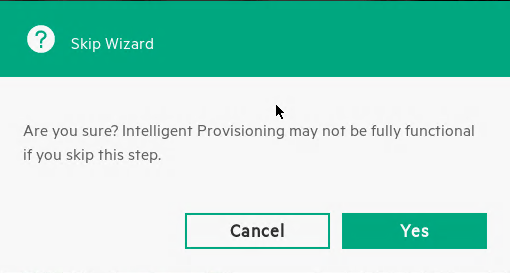 Skip Wizard
Are you sure? Intelligent Provisioning may not be fully functional
if you skip this step.
Cancel
Yes